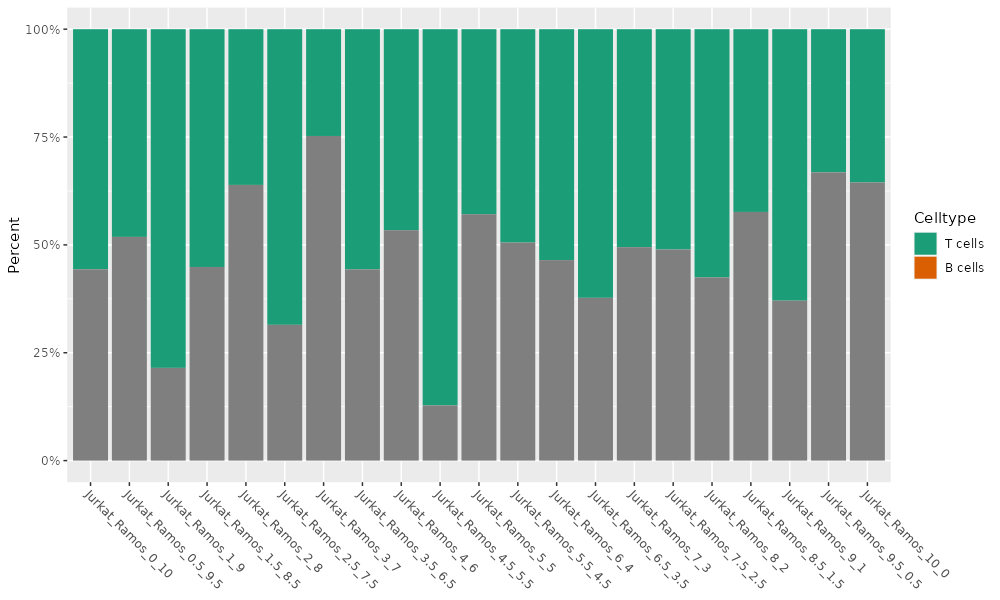 100%
75%
50%
25%
0%
Percent
Jurkat_Ramos_0_10
Jurkat_Ramos_0.5_9.5
Jurkat_Ramos_1_9
Jurkat_Ramos_1.5_8.5
Jurkat_Ramos_2_8
Jurkat_Ramos_2.5_7.5
Jurkat_Ramos_3_7
Jurkat_Ramos_3.5_6.5
Jurkat_Ramos_4_6
Jurkat_Ramos_4.5_5.5
Jurkat_Ramos_5_5
Jurkat_Ramos_5.5_4.5
Jurkat_Ramos_6_4
Jurkat_Ramos_6.5_3.5
Jurkat_Ramos_7_3
Jurkat_Ramos_7.5_2.5
Jurkat_Ramos_8_2
Jurkat_Ramos_8.5_1.5
Jurkat_Ramos_9_1
Jurkat_Ramos_9.5_0.5
Jurkat_Ramos_10_0
Celltype
T cells
B cells